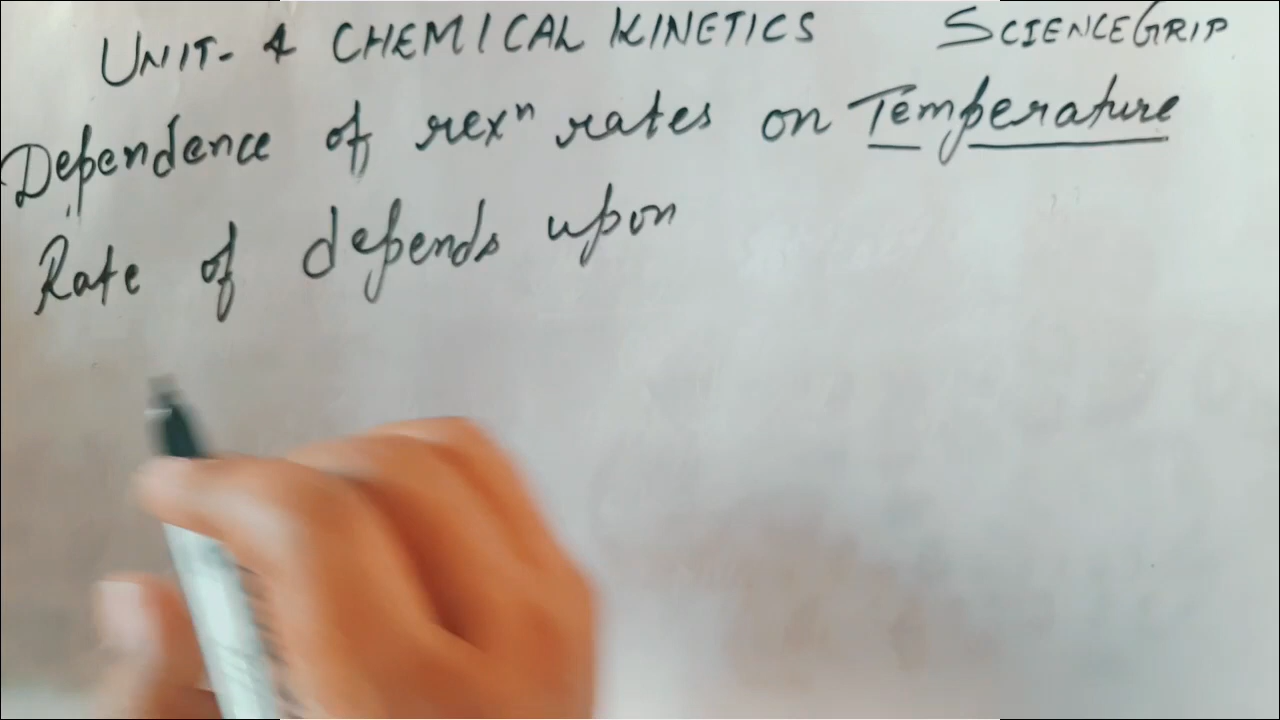 UNIT- 4 CHEMICAL KINETICS SCIENCEGRIP
Dependence of rexⁿ rates on Temperature
Rate of depends upon